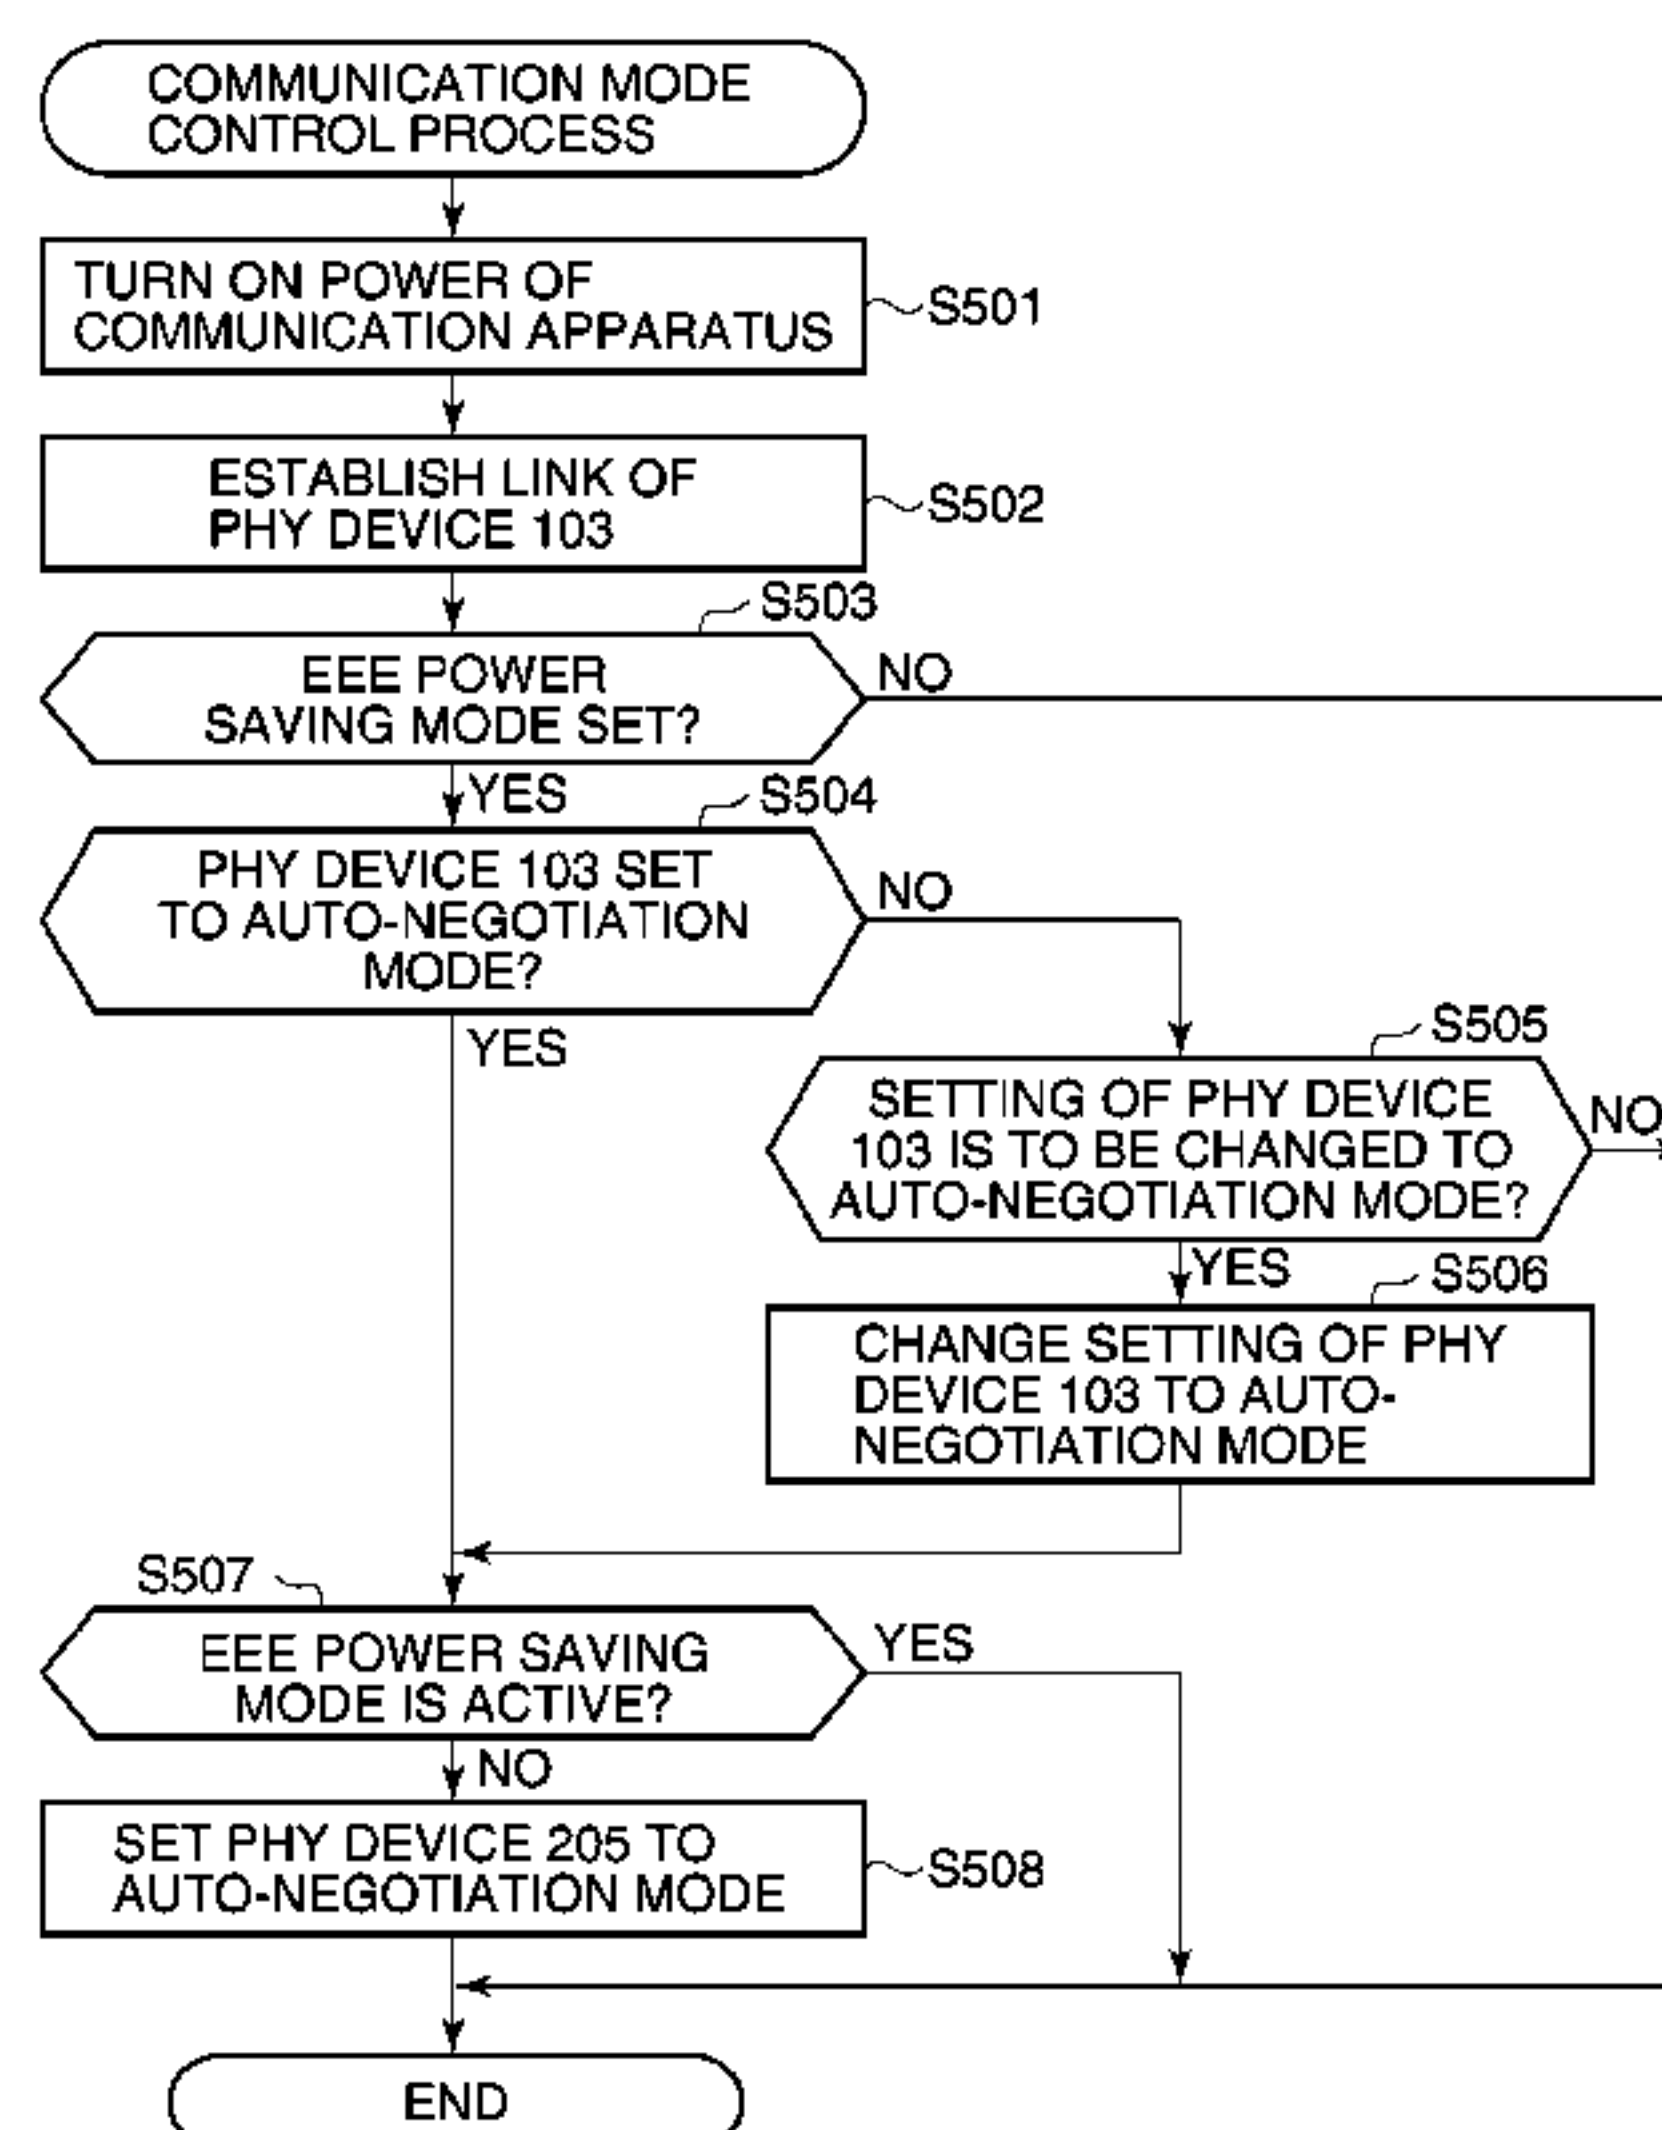 COMMUNICATION MODE
CONTROL PROCESS
TURN ON POWER OF
COMMUNICATION APPARATUS
S501
ESTABLISH LINK OF
PHY DEVICE 103
S502
S503
EEE POWER
SAVING MODE SET?
NO
YES
S504
PHY DEVICE 103 SET
TO AUTO-NEGOTIATION
MODE?
NO
YES
S505
SETTING OF PHY DEVICE
103 IS TO BE CHANGED TO
AUTO-NEGOTIATION MODE?
NO
YES
S506
CHANGE SETTING OF PHY
DEVICE 103 TO AUTO-
NEGOTIATION MODE
S507
EEE POWER SAVING
MODE IS ACTIVE?
YES
NO
SET PHY DEVICE 205 TO
AUTO-NEGOTIATION MODE
S508
END